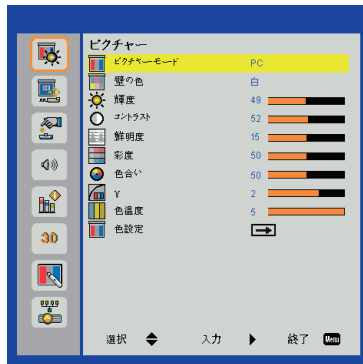 ピクチャー
ピクチャーモード PC
壁の色 白
輝度 49
コントラスト 52
鮮明度 15
彩度 50
色合い 50
γ 2
色温度 5
色設定
3D
選択 入力 終了 Menu